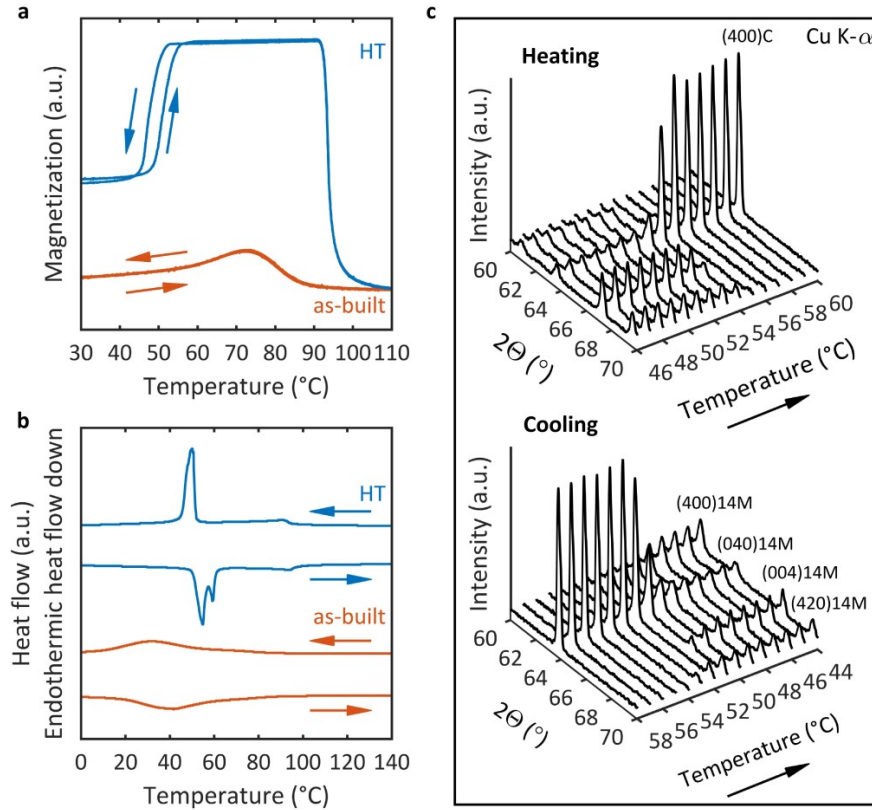 a
Magnetization (a.u.)
HT
as-built
30 40 50 60 70 80 90 100 110
Temperature (°C)
b
Heat flow (a.u.)
Endothermic heat flow down
HT
as-built
0 20 40 60 80 100 120 140
Temperature (°C)
c
Cu K-α
Heating
(400)C
Intensity (a.u.)
60
62
64
66
68
70
2Θ (°)
46 48 50 52 54 56 58 60
Temperature (°C)
Cooling
Intensity (a.u.)
(400)14M
(040)14M
(004)14M
(420)14M
60
62
64
66
68
70
2Θ (°)
58 56 54 52 50 48 46 44
Temperature (°C)